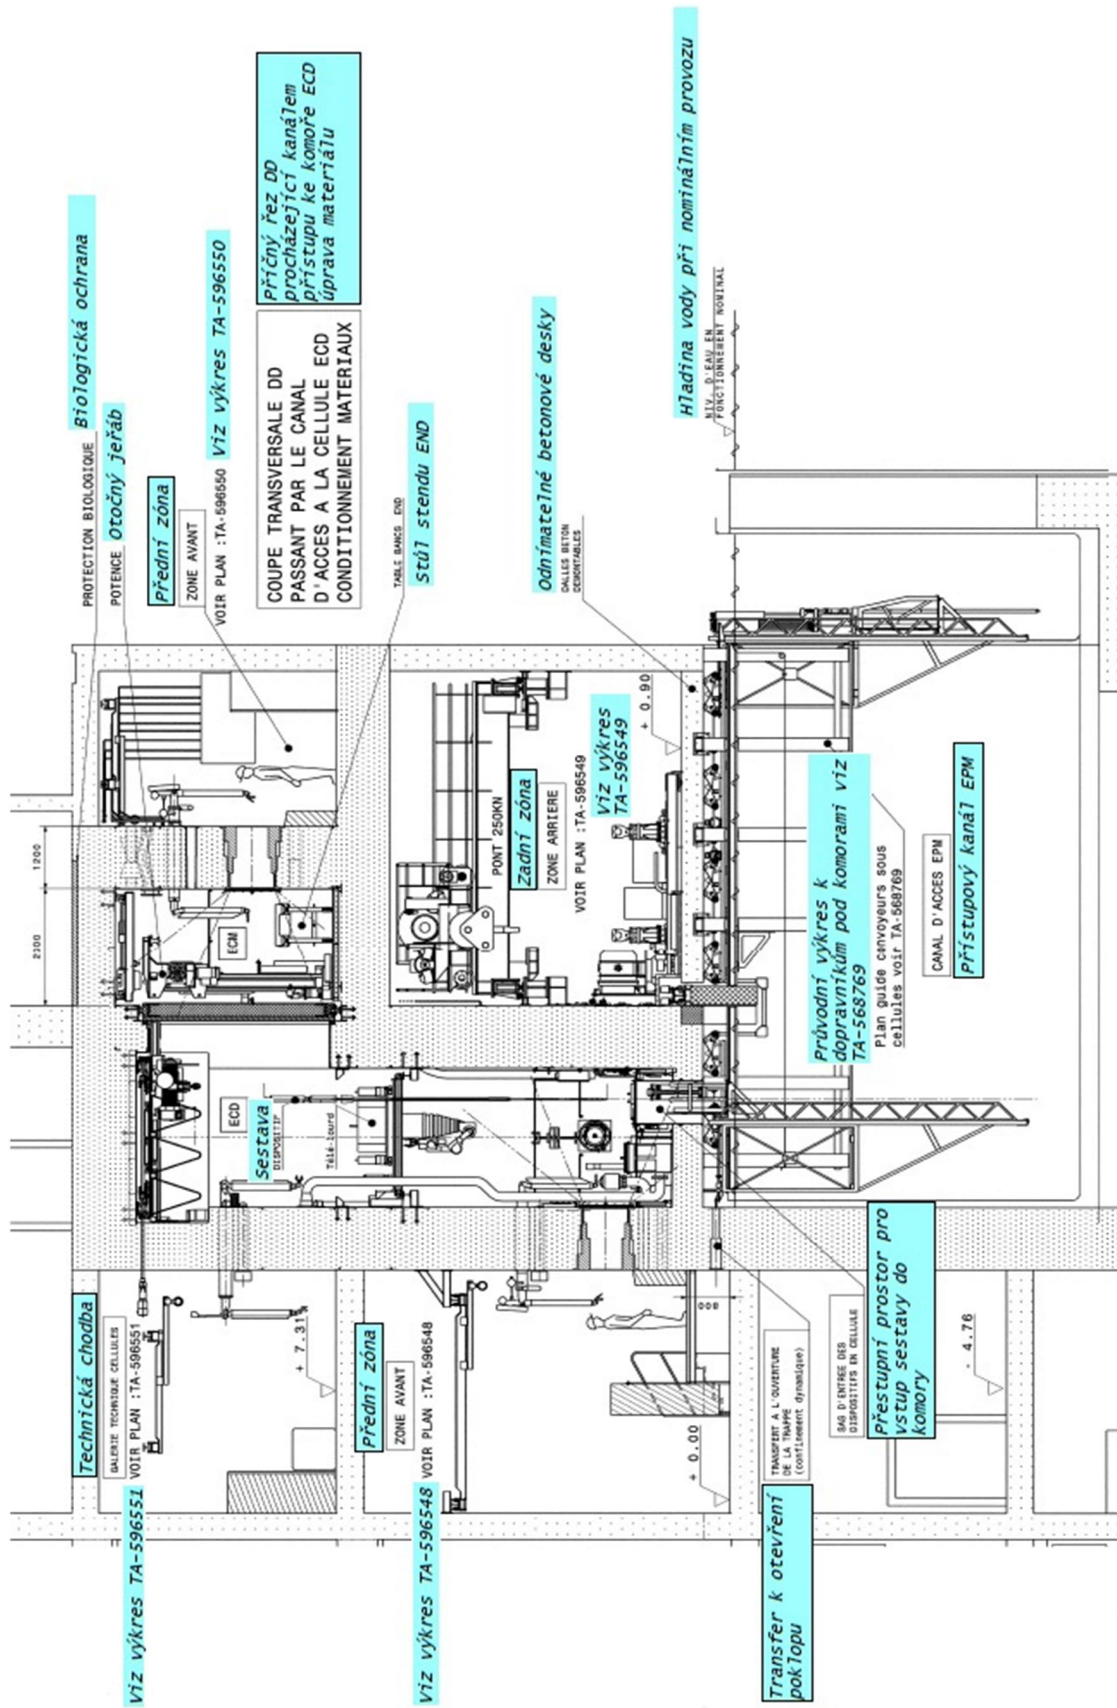 Technická chodba
GALERIE TECHNIQUE CELLULES
Viz výkres TA-596551
VOIR PLAN :TA-596551
+ 7.31
Přední zóna
ZONE AVANT
Viz výkres TA-596548
VOIR PLAN :TA-596548
+ 0.00
800
Transfer k otevření
poklopu
TRANSFERT A L'OUVERTURE
DE LA TRAPPE
(confinement dynamique)
SAS D'ENTREE DES
DISPOSITIFS EN CELLULE
Přestupní prostor pro
vstup sestavy do
komory
- 4.76
ECD
Sestava
DISPOSITIF
Télé-lourd
2100
1200
ECM
PROTECTION BIOLOGIQUE
Biologická ochrana
POTENCE
Otočný jeřáb
Přední zóna
ZONE AVANT
VOIR PLAN :TA-596550
Viz výkres TA-596550
COUPE TRANSVERSALE DD
PASSANT PAR LE CANAL
D'ACCES A LA CELLULE ECD
CONDITIONNEMENT MATERIAUX
Příčný řez DD
procházející kanálem
přístupu ke komoře ECD
úprava materiálu
TABLE BANCS END
stůl stendu END
PONT 250KN
Zadní zóna
ZONE ARRIERE
VOIR PLAN :TA-596549
Viz výkres
TA-596549
+ 0.90
Odnímatelné betonové desky
DALLES BETON
DEMONTABLES
Hladina vody při nominálním provozu
NIV. D'EAU EN
FONCTIONNEMENT NOMINAL
Průvodní výkres k
dopravníkům pod komorami viz
TA-568769
Plan guide convoyeurs sous
cellules voir TA-568769
CANAL D'ACCES EPM
Přístupový kanál EPM